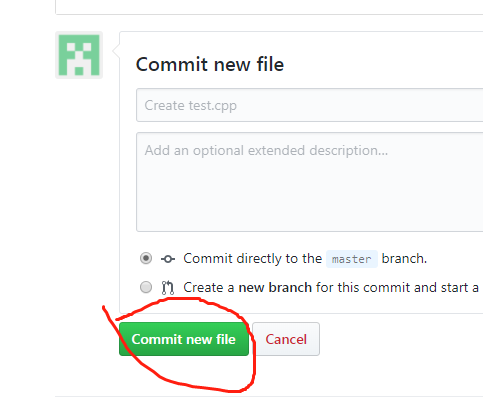 Commit new file
Create test.cpp
Add an optional extended description...
Commit directly to the master branch.
Create a new branch for this commit and start a
Commit new file
Cancel